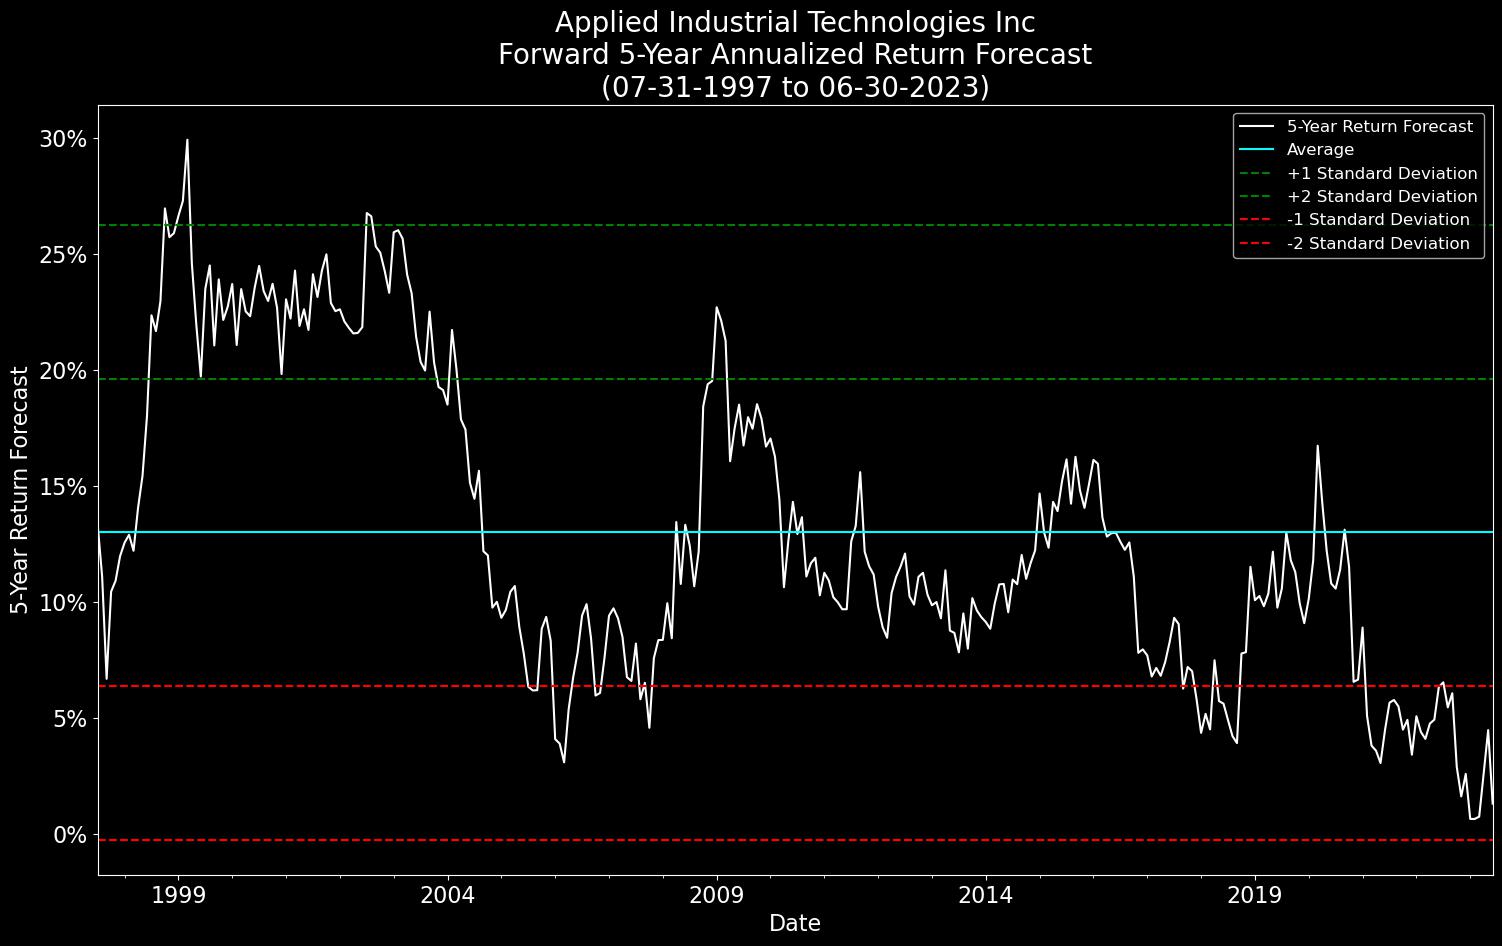 Applied Industrial Technologies Inc
Forward 5-Year Annualized Return Forecast
(07-31-1997 to 06-30-2023)
5-Year Return Forecast
Average
+1 Standard Deviation
+2 Standard Deviation
-1 Standard Deviation
-2 Standard Deviation
30%
25%
20%
15%
10%
5%
0%
5-Year Return Forecast
1999
2004
2009
2014
2019
Date